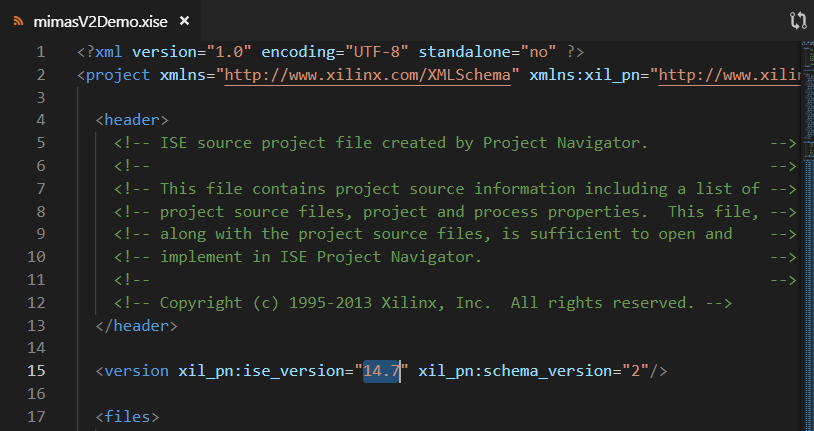 mimasV2Demo.xise
1 <?xml version="1.0" encoding="UTF-8" standalone="no" ?>
2 <project xmlns="http://www.xilinx.com/XMLSchema" xmlns:xil_pn="http://www.xilin
3
4 <header>
5 <!-- ISE source project file created by Project Navigator. -->
6 <!-- -->
7 <!-- This file contains project source information including a list of -->
8 <!-- project source files, project and process properties. This file, -->
9 <!-- along with the project source files, is sufficient to open and -->
10 <!-- implement in ISE Project Navigator. -->
11 <!-- -->
12 <!-- Copyright (c) 1995-2013 Xilinx, Inc. All rights reserved. -->
13 </header>
14
15 <version xil_pn:ise_version="14.7" xil_pn:schema_version="2"/>
16
17 <files>